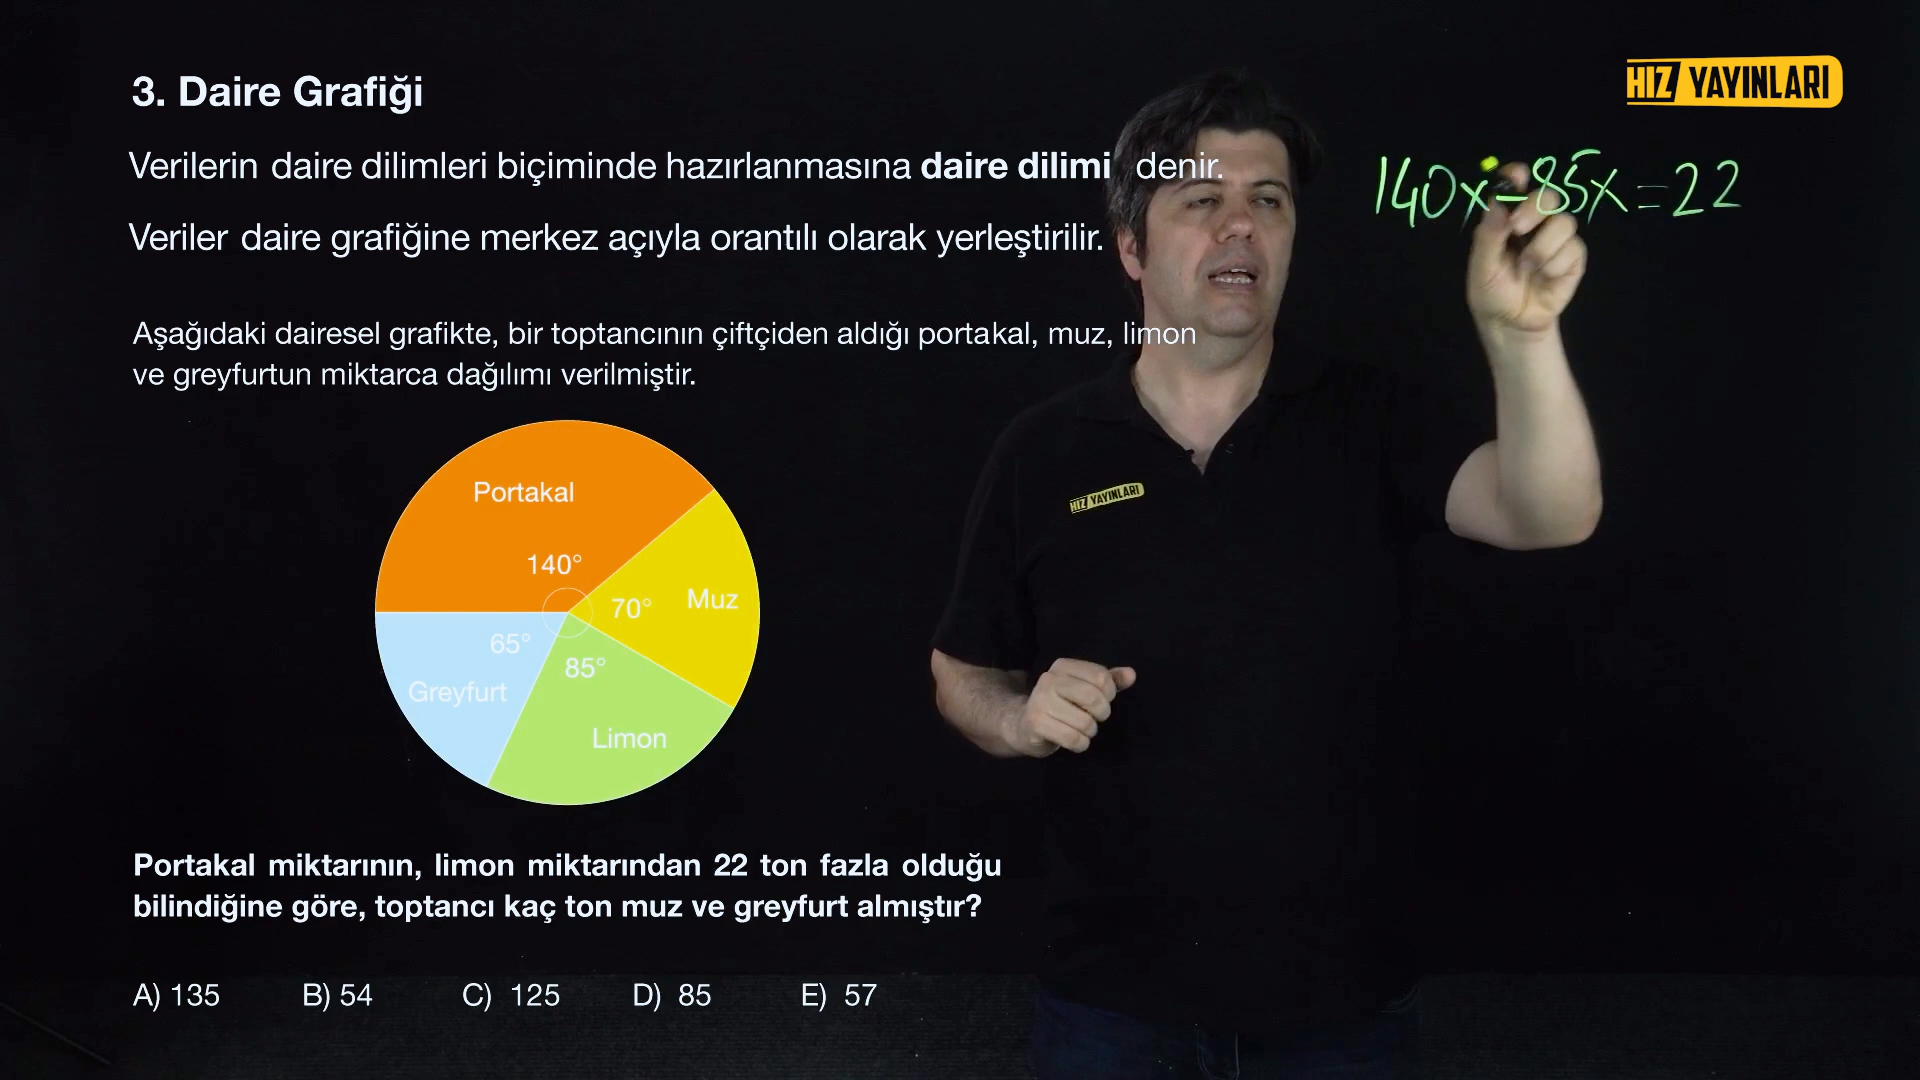 3. Daire Grafiği
HIZ YAYINLARI
Verilerin daire dilimleri biçiminde hazırlanmasına daire dilimi denir.
140x-85x=22
Veriler daire grafiğine merkez açıyla orantılı olarak yerleştirilir.
Aşağıdaki dairesel grafikte, bir toptancının çiftçiden aldığı portakal, muz, limon
ve greyfurtun miktarca dağılımı verilmiştir.
Portakal
140°
70°
Muz
65°
85°
Greyfurt
Limon
HIZ YAYINLARI
Portakal miktarının, limon miktarından 22 ton fazla olduğu
bilindiğine göre, toptancı kaç ton muz ve greyfurt almıştır?
A) 135 B) 54 C) 125 D) 85 E) 57